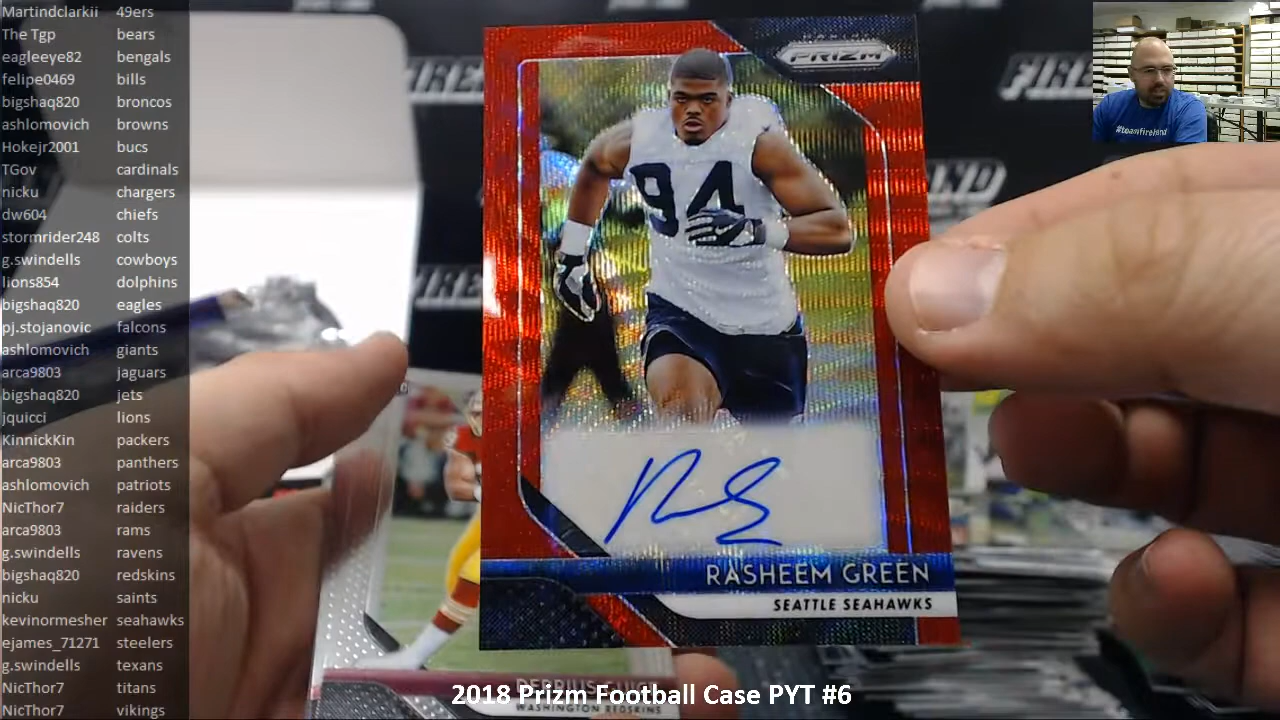 Martindclarkii 49ers
The Tgp bears
eagleeye82 bengals
felipe0469 bills
bigshaq820 broncos
ashlomovich browns
Hokejr2001 bucs
TGov cardinals
nicku chargers
dw604 chiefs
stormrider248 colts
g.swindells cowboys
lions854 dolphins
bigshaq820 eagles
pj.stojanovic falcons
ashlomovich giants
arca9803 jaguars
bigshaq820 jets
jquicci lions
KinnickKin packers
arca9803 panthers
ashlomovich patriots
NicThor7 raiders
arca9803 rams
g.swindells ravens
bigshaq820 redskins
nicku saints
kevinormesher seahawks
ejames_71271 steelers
g.swindells texans
NicThor7 titans
NicThor7 vikings
PANINI
PRIZM
94
RASHEEM GREEN
SEATTLE SEAHAWKS
#teamfirehand
WASHINGTON REDSKINS
2018 Prizm Football Case PYT #6